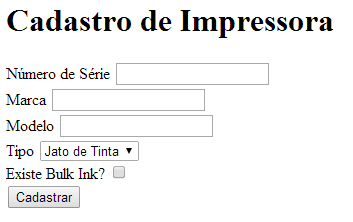 Cadastro de Impressora
Número de Série
Marca
Modelo
Tipo Jato de Tinta
Existe Bulk Ink?
Cadastrar